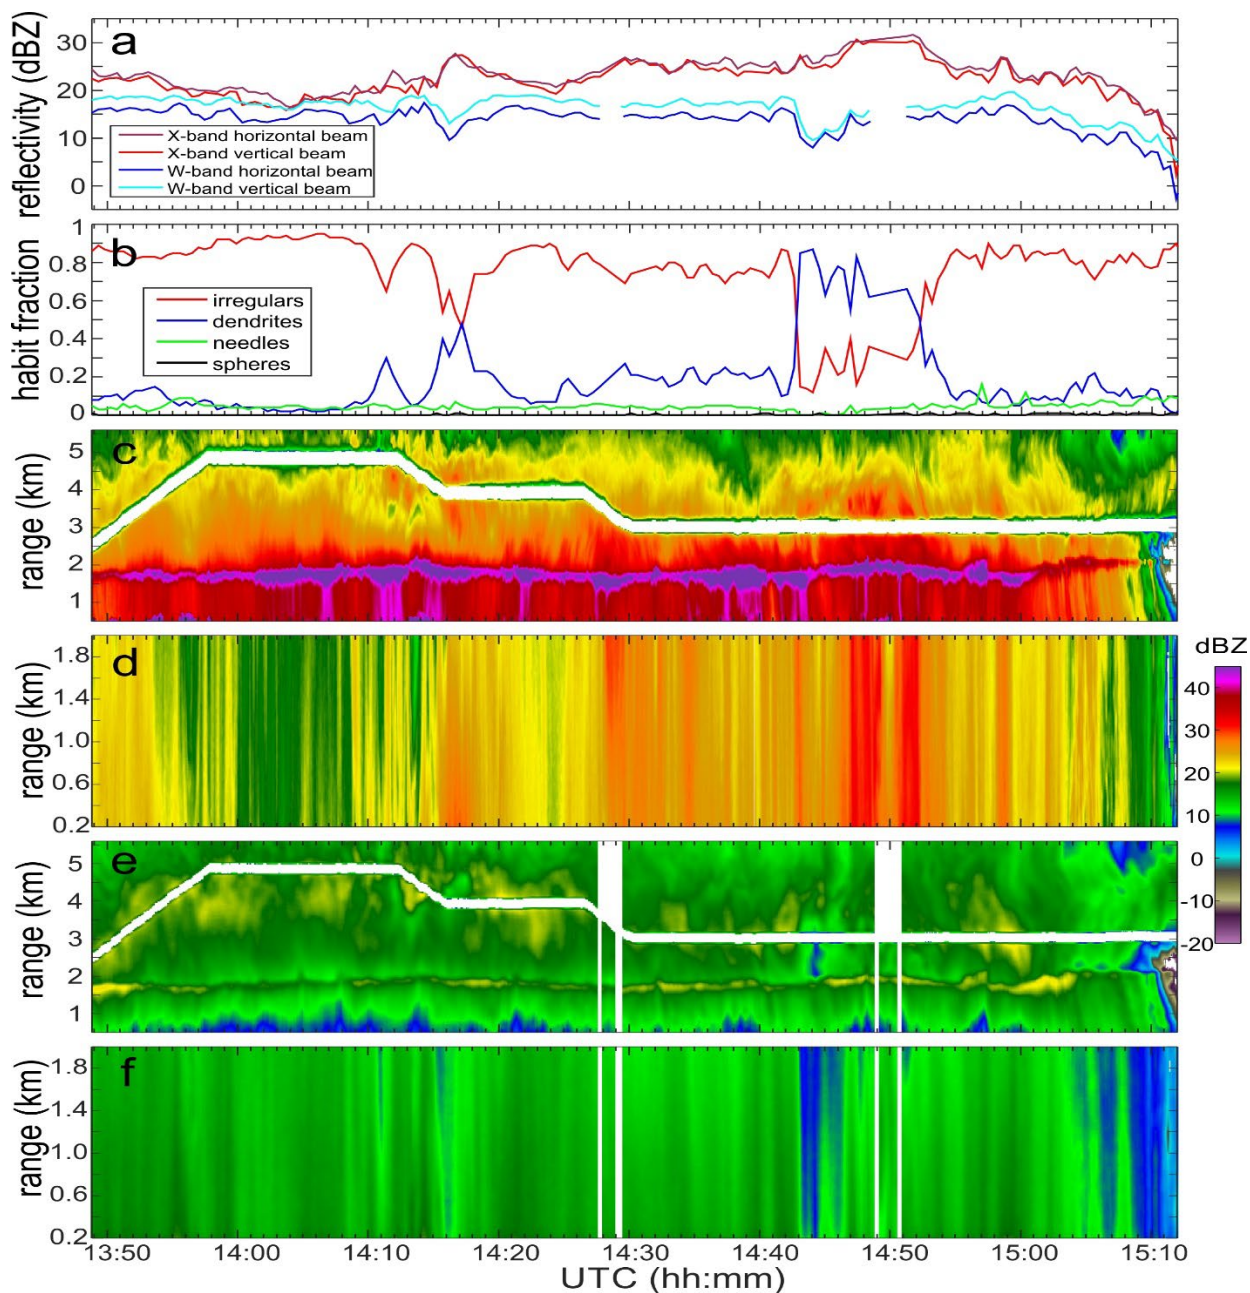 a
reflectivity (dBZ)
30
20
10
0
X-band horizontal beam
X-band vertical beam
W-band horizontal beam
W-band vertical beam
b
habit fraction
1
0.8
0.6
0.4
0.2
0
irregulars
dendrites
needles
spheres
c
range (km)
5
4
3
2
1
d
range (km)
1.8
1.4
1.0
0.6
0.2
dBZ
40
30
20
10
0
-10
-20
e
range (km)
5
4
3
2
1
f
range (km)
1.8
1.4
1.0
0.6
0.2
13:50 14:00 14:10 14:20 14:30 14:40 14:50 15:00 15:10
UTC (hh:mm)